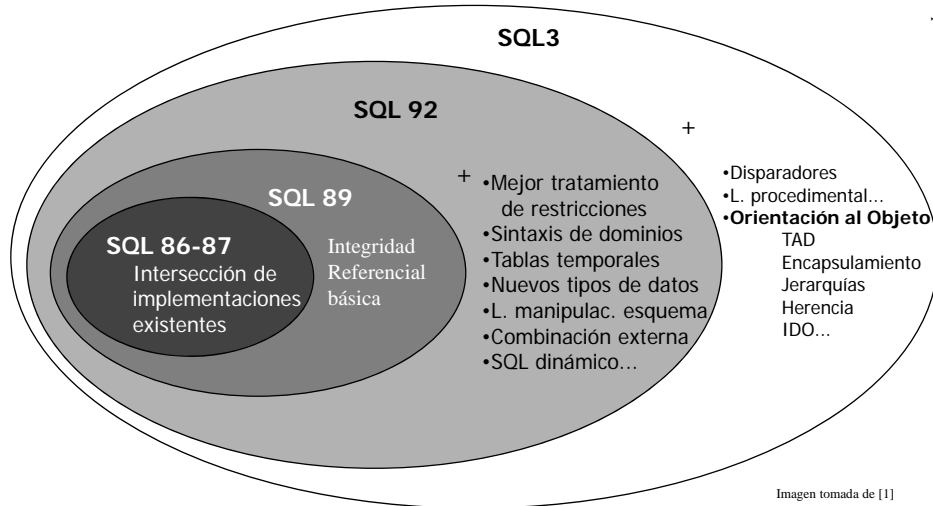 SQL3
SQL 92
+
+
•Disparadores
•L. procedimental...
•Orientación al Objeto
TAD
Encapsulamiento
Jerarquías
Herencia
IDO...
•Mejor tratamiento
de restricciones
•Sintaxis de dominios
•Tablas temporales
•Nuevos tipos de datos
•L. manipulac. esquema
•Combinación externa
•SQL dinámico...
SQL 89
Integridad
Referencial
básica
SQL 86-87
Intersección de
implementaciones
existentes
Imagen tomada de [1]